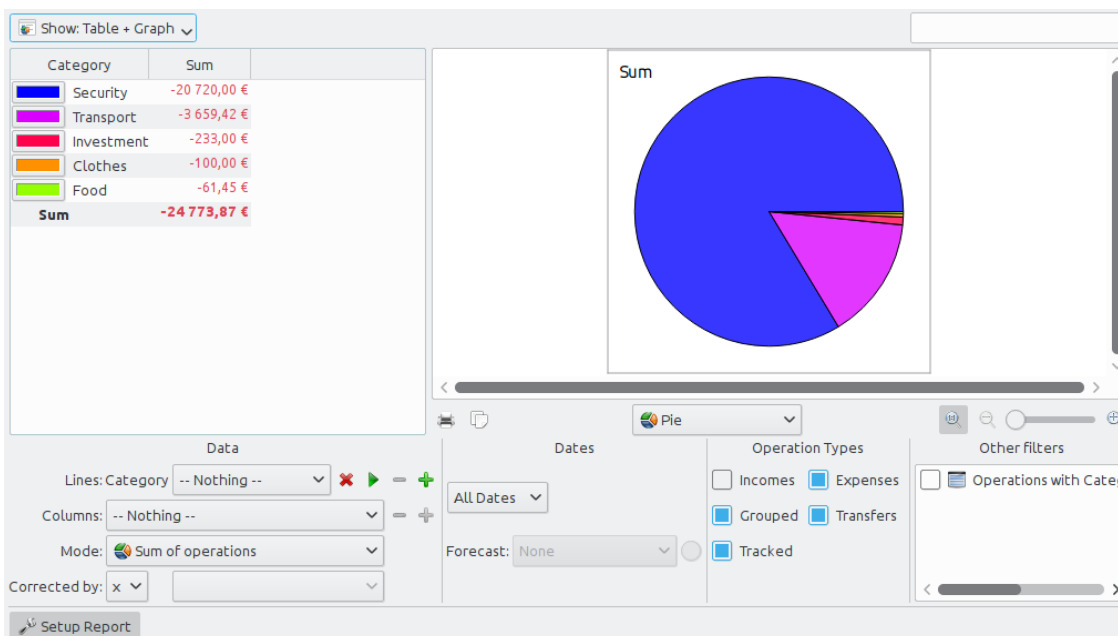 Show: Table + Graph
Category Sum
Security -20 720,00 €
Transport -3 659,42 €
Investment -233,00 €
Clothes -100,00 €
Food -61,45 €
Sum -24 773,87 €
Sum
Pie
Data
Lines: Category -- Nothing --
Columns: -- Nothing --
Mode: Sum of operations
Corrected by: x
Dates
All Dates
Forecast: None
Operation Types
Incomes Expenses
Grouped Transfers
Tracked
Other filters
Operations with Cate
Setup Report